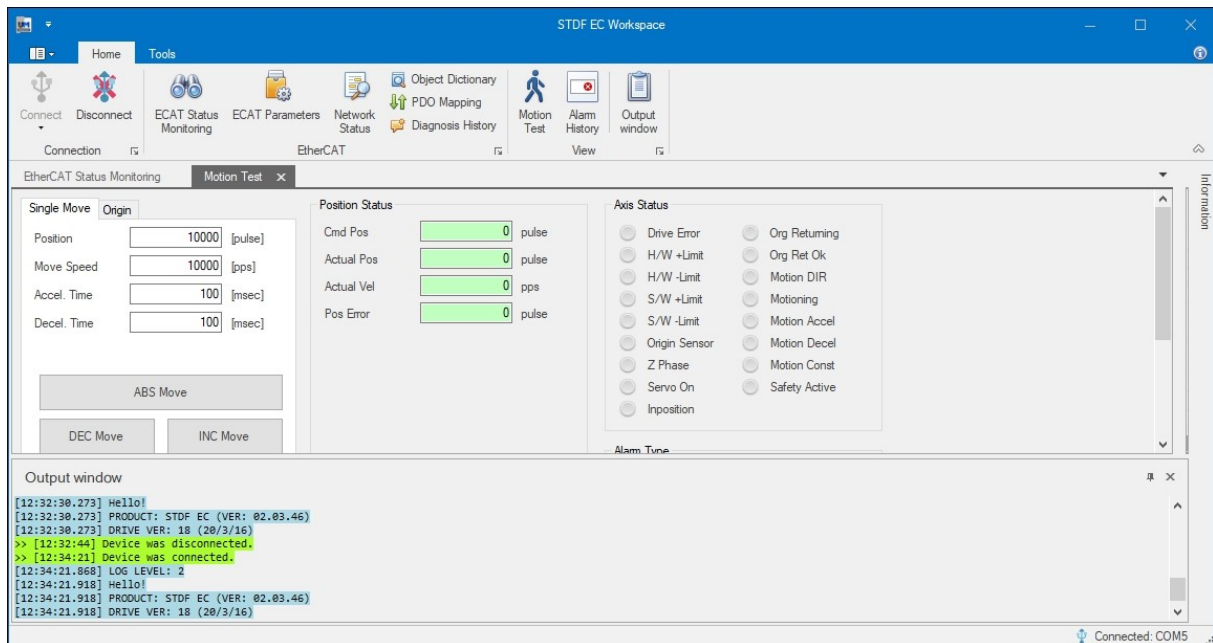 STDF EC Workspace
Home Tools
Connect Disconnect
Connection
ECAT Status Monitoring
ECAT Parameters
Network Status
Object Dictionary
PDO Mapping
Diagnosis History
EtherCAT
Motion Test
Alarm History
Output window
View
EtherCAT Status Monitoring
Motion Test
Information
Single Move Origin
Position 10000 [pulse]
Move Speed 10000 [pps]
Accel. Time 100 [msec]
Decel. Time 100 [msec]
ABS Move
DEC Move INC Move
Position Status
Cmd Pos 0 pulse
Actual Pos 0 pulse
Actual Vel 0 pps
Pos Error 0 pulse
Axis Status
Drive Error Org Returning
H/W +Limit Org Ret Ok
H/W -Limit Motion DIR
S/W +Limit Motioning
S/W -Limit Motion Accel
Origin Sensor Motion Decel
Z Phase Motion Const
Servo On Safety Active
Inposition
Alarm Type
Output window
[12:32:30.273] Hello!
[12:32:30.273] PRODUCT: STDF EC (VER: 02.03.46)
[12:32:30.273] DRIVE VER: 18 (20/3/16)
>> [12:32:44] Device was disconnected.
>> [12:34:21] Device was connected.
[12:34:21.868] LOG LEVEL: 2
[12:34:21.918] Hello!
[12:34:21.918] PRODUCT: STDF EC (VER: 02.03.46)
[12:34:21.918] DRIVE VER: 18 (20/3/16)
Connected: COM5